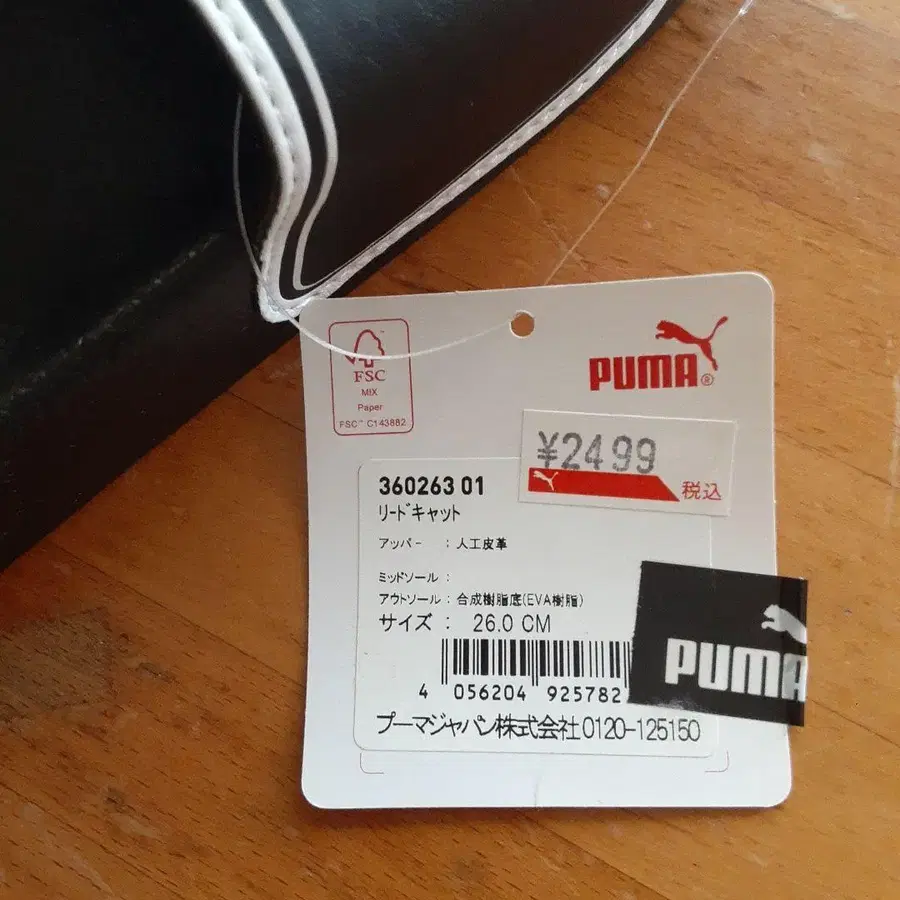 FSC
MIX
Paper
FSC™ C143882
PUMA®
¥2499
税込
360263 01
リードキャット
アッパー : 人工皮革
ミッドソール :
アウトソール : 合成樹脂底(EVA樹脂)
サイズ : 26.0 CM
4 056204 925782
PUMA
プーマジャパン株式会社0120-125150